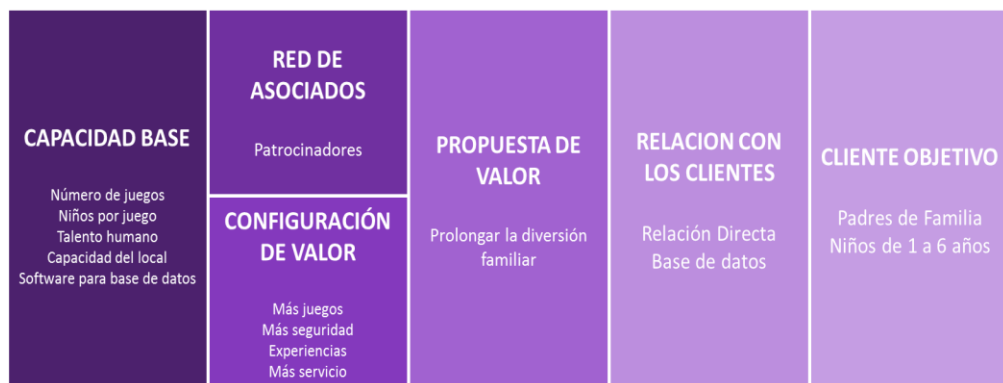 CAPACIDAD BASE
Número de juegos
Niños por juego
Talento humano
Capacidad del local
Software para base de datos
RED DE
ASOCIADOS
Patrocinadores
CONFIGURACIÓN
DE VALOR
Más juegos
Más seguridad
Experiencias
Más servicio
PROPUESTA DE
VALOR
Prolongar la diversión
familiar
RELACION CON
LOS CLIENTES
Relación Directa
Base de datos
CLIENTE OBJETIVO
Padres de Familia
Niños de 1 a 6 años